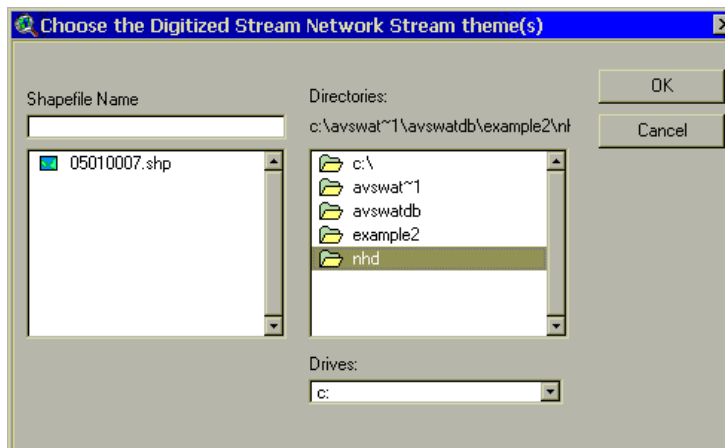 Choose the Digitized Stream Network Stream theme(s)
Shapefile Name
05010007.shp
Directories:
c:\avswat~1\avswatdb\example2\nh
c:\
avswat~1
avswatdb
example2
nhd
Drives:
c:
OK
Cancel